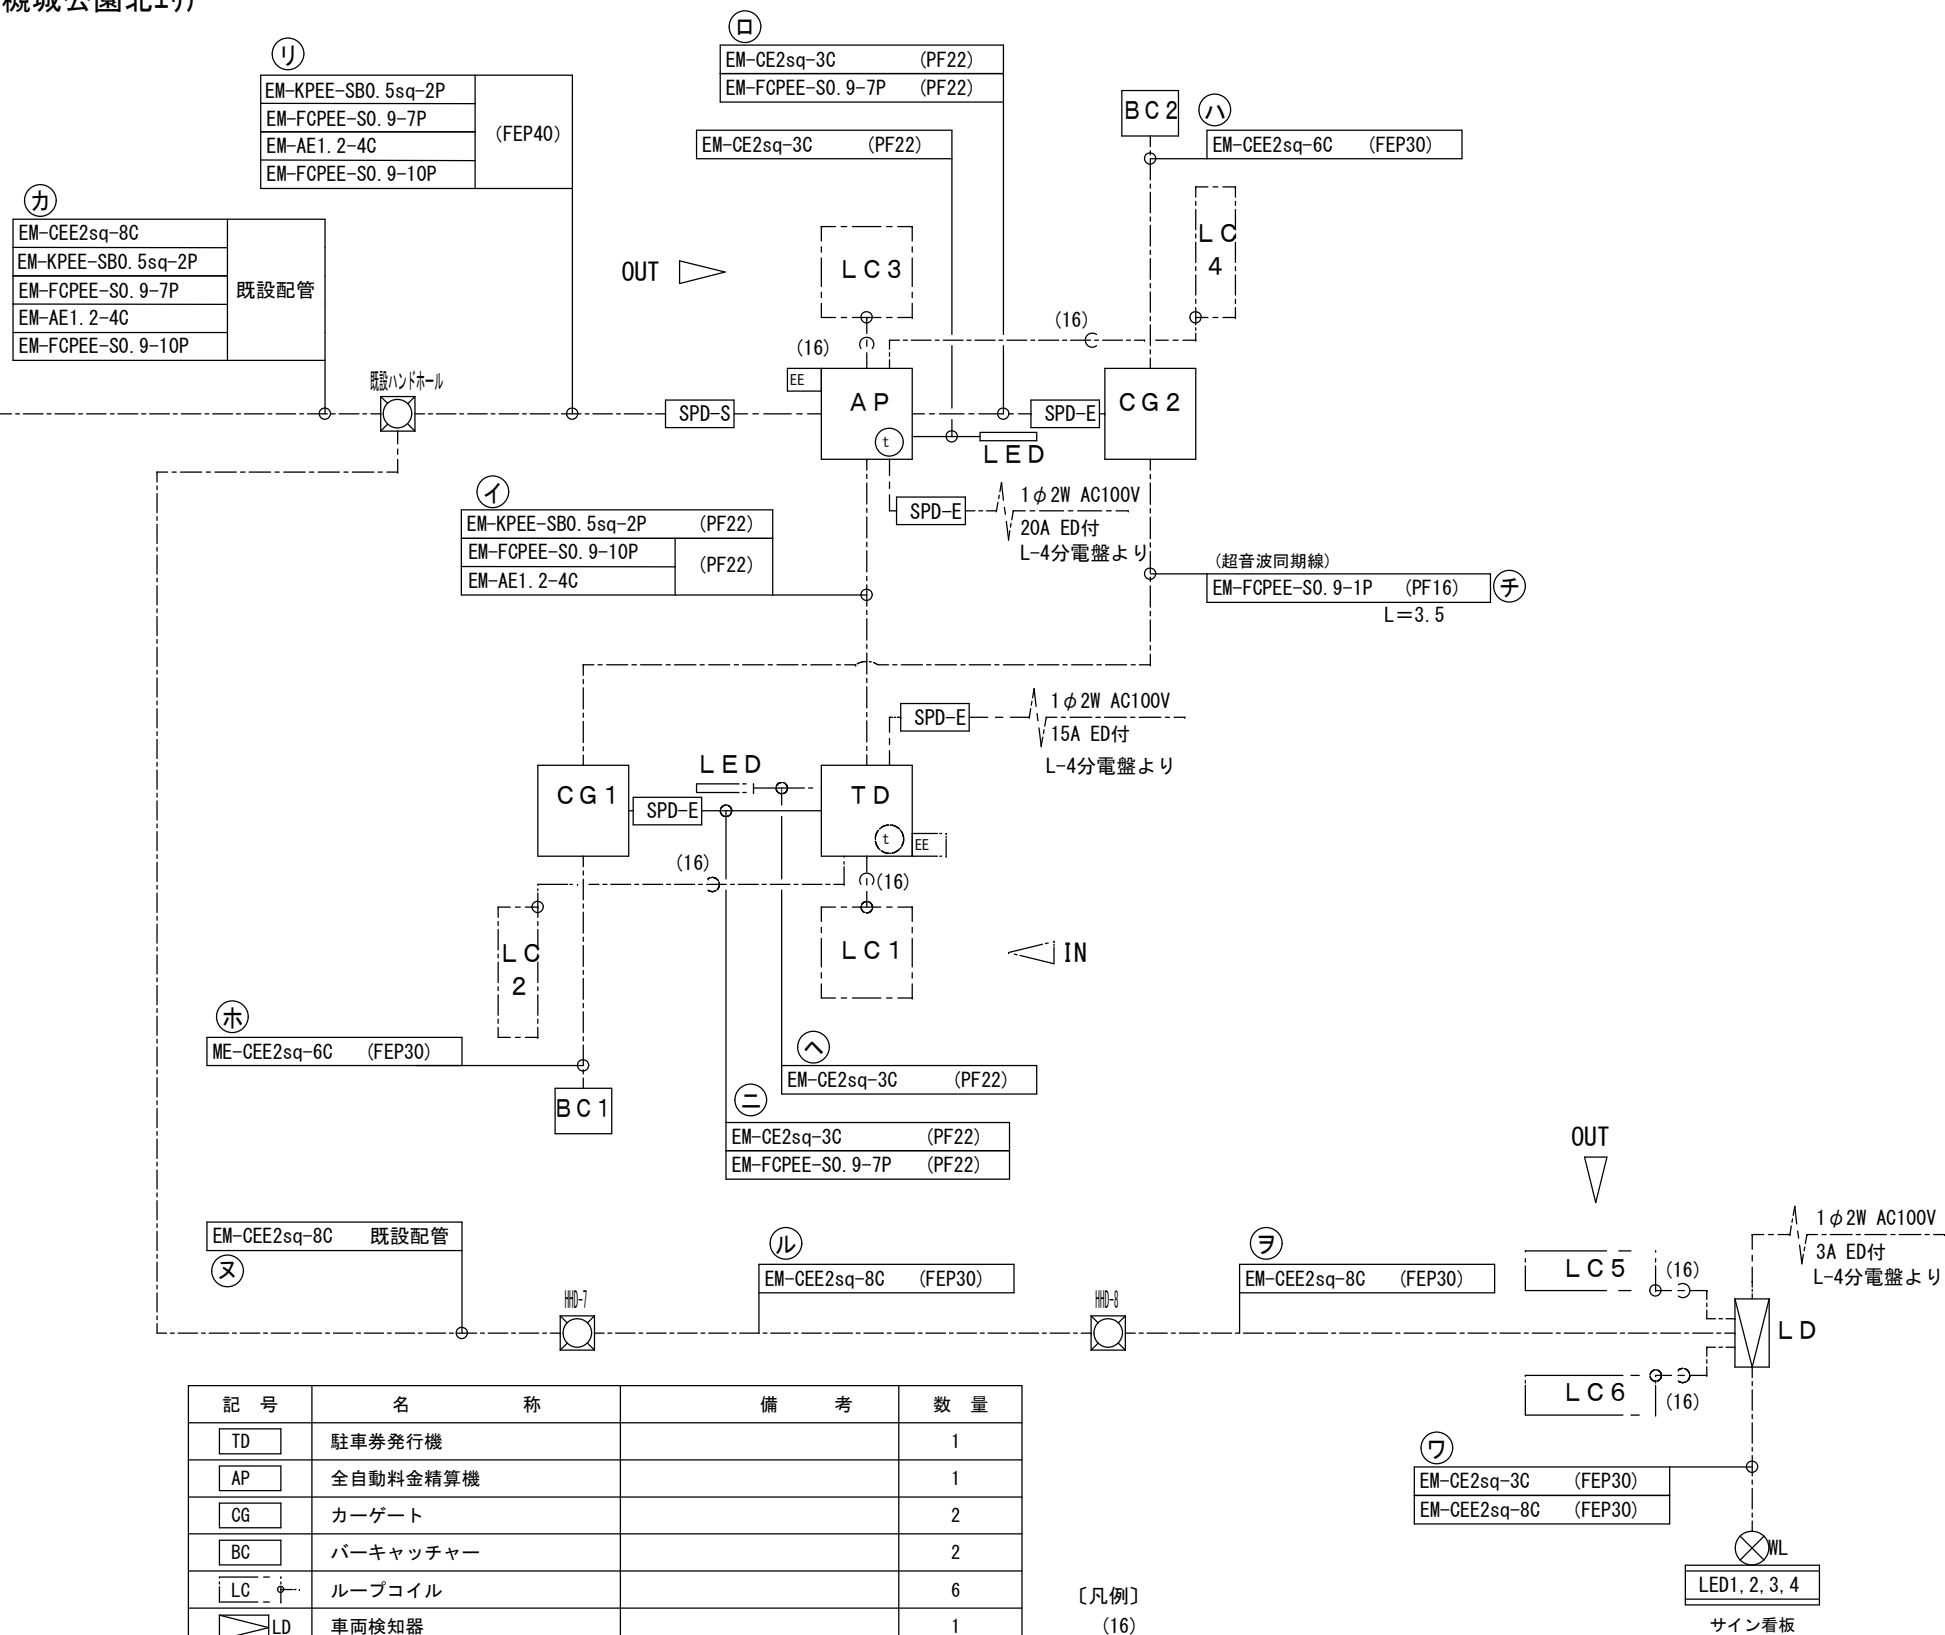 槻城公園北ｴﾘｱ
リ
EM-KPEE-SB0.5sq-2P
EM-FCPEE-S0.9-7P
EM-AE1.2-4C
EM-FCPEE-S0.9-10P
(FEP40)
ロ
EM-CE2sq-3C (PF22)
EM-FCPEE-S0.9-7P (PF22)
EM-CE2sq-3C (PF22)
BC2
ハ
EM-CEE2sq-6C (FEP30)
カ
EM-CEE2sq-8C
EM-KPEE-SB0.5sq-2P
EM-FCPEE-S0.9-7P
EM-AE1.2-4C
EM-FCPEE-S0.9-10P
既設配管
OUT
LC3
LC
4
(16)
(16)
既設ハンドホール
EE
AP
t
SPD-S
SPD-E
CG2
LED
イ
EM-KPEE-SB0.5sq-2P (PF22)
EM-FCPEE-S0.9-10P
EM-AE1.2-4C
(PF22)
SPD-E
1φ2W AC100V
20A ED付
L-4分電盤より
(超音波同期線)
EM-FCPEE-S0.9-1P (PF16)
チ
L＝3.5
SPD-E
1φ2W AC100V
15A ED付
L-4分電盤より
LED
CG1
SPD-E
TD
t
EE
(16)
(16)
LC
2
LC1
IN
ホ
ME-CEE2sq-6C (FEP30)
BC1
ヘ
EM-CE2sq-3C (PF22)
ニ
EM-CE2sq-3C (PF22)
EM-FCPEE-S0.9-7P (PF22)
OUT
EM-CEE2sq-8C 既設配管
ヌ
ル
EM-CEE2sq-8C (FEP30)
ヲ
EM-CEE2sq-8C (FEP30)
HHD-7
HHD-8
LC5
(16)
1φ2W AC100V
3A ED付
L-4分電盤より
LD
LC6
(16)
ワ
EM-CE2sq-3C (FEP30)
EM-CEE2sq-8C (FEP30)
WL
LED1,2,3,4
サイン看板
記 号 名 称 備 考 数 量
TD 駐車券発行機 1
AP 全自動料金精算機 1
CG カーゲート 2
BC バーキャッチャー 2
LC ループコイル 6
LD 車両検知器 1
〔凡例〕
(16)